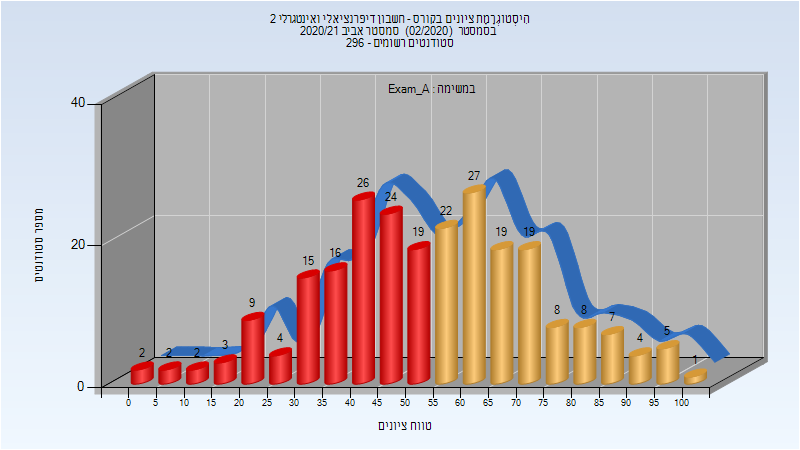 היסטוגרמת ציונים בקורס - חשבון דיפרנציאלי ואינטגרלי 2
בסמסטר (02/2020) סמסטר אביב 2020/21
סטודנטים רשומים - 296
במשימה : Exam_A
40
20
0
מספר סטודנטים
2 2 2 3 9 4 15 16 26 24 19 22 27 19 19 8 8 7 4 5 1
0 5 10 15 20 25 30 35 40 45 50 55 60 65 70 75 80 85 90 95 100
טווח ציונים